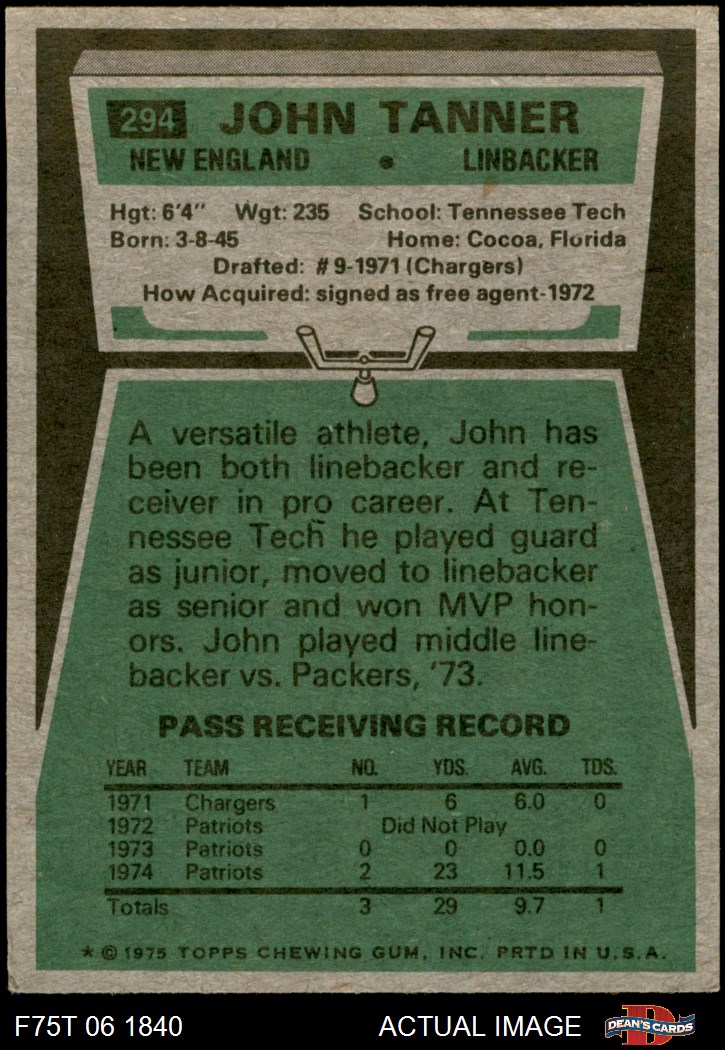 294 JOHN TANNER
NEW ENGLAND • LINBACKER
Hgt: 6'4" Wgt: 235 School: Tennessee Tech
Born: 3-8-45 Home: Cocoa, Florida
Drafted: #9-1971 (Chargers)
How Acquired: signed as free agent-1972
A versatile athlete, John has
been both linebacker and re-
ceiver in pro career. At Ten-
nessee Tech he played guard
as junior, moved to linebacker
as senior and won MVP hon-
ors. John played middle line-
backer vs. Packers, '73.
PASS RECEIVING RECORD
YEAR TEAM NO. YDS. AVG. TDS.
1971 Chargers 1 6 6.0 0
1972 Patriots Did Not Play
1973 Patriots 0 0 0.0 0
1974 Patriots 2 23 11.5 1
Totals 3 29 9.7 1
* © 1975 TOPPS CHEWING GUM, INC. PRTD IN U.S.A.
F75T 06 1840 ACTUAL IMAGE D DEAN'S CARDS